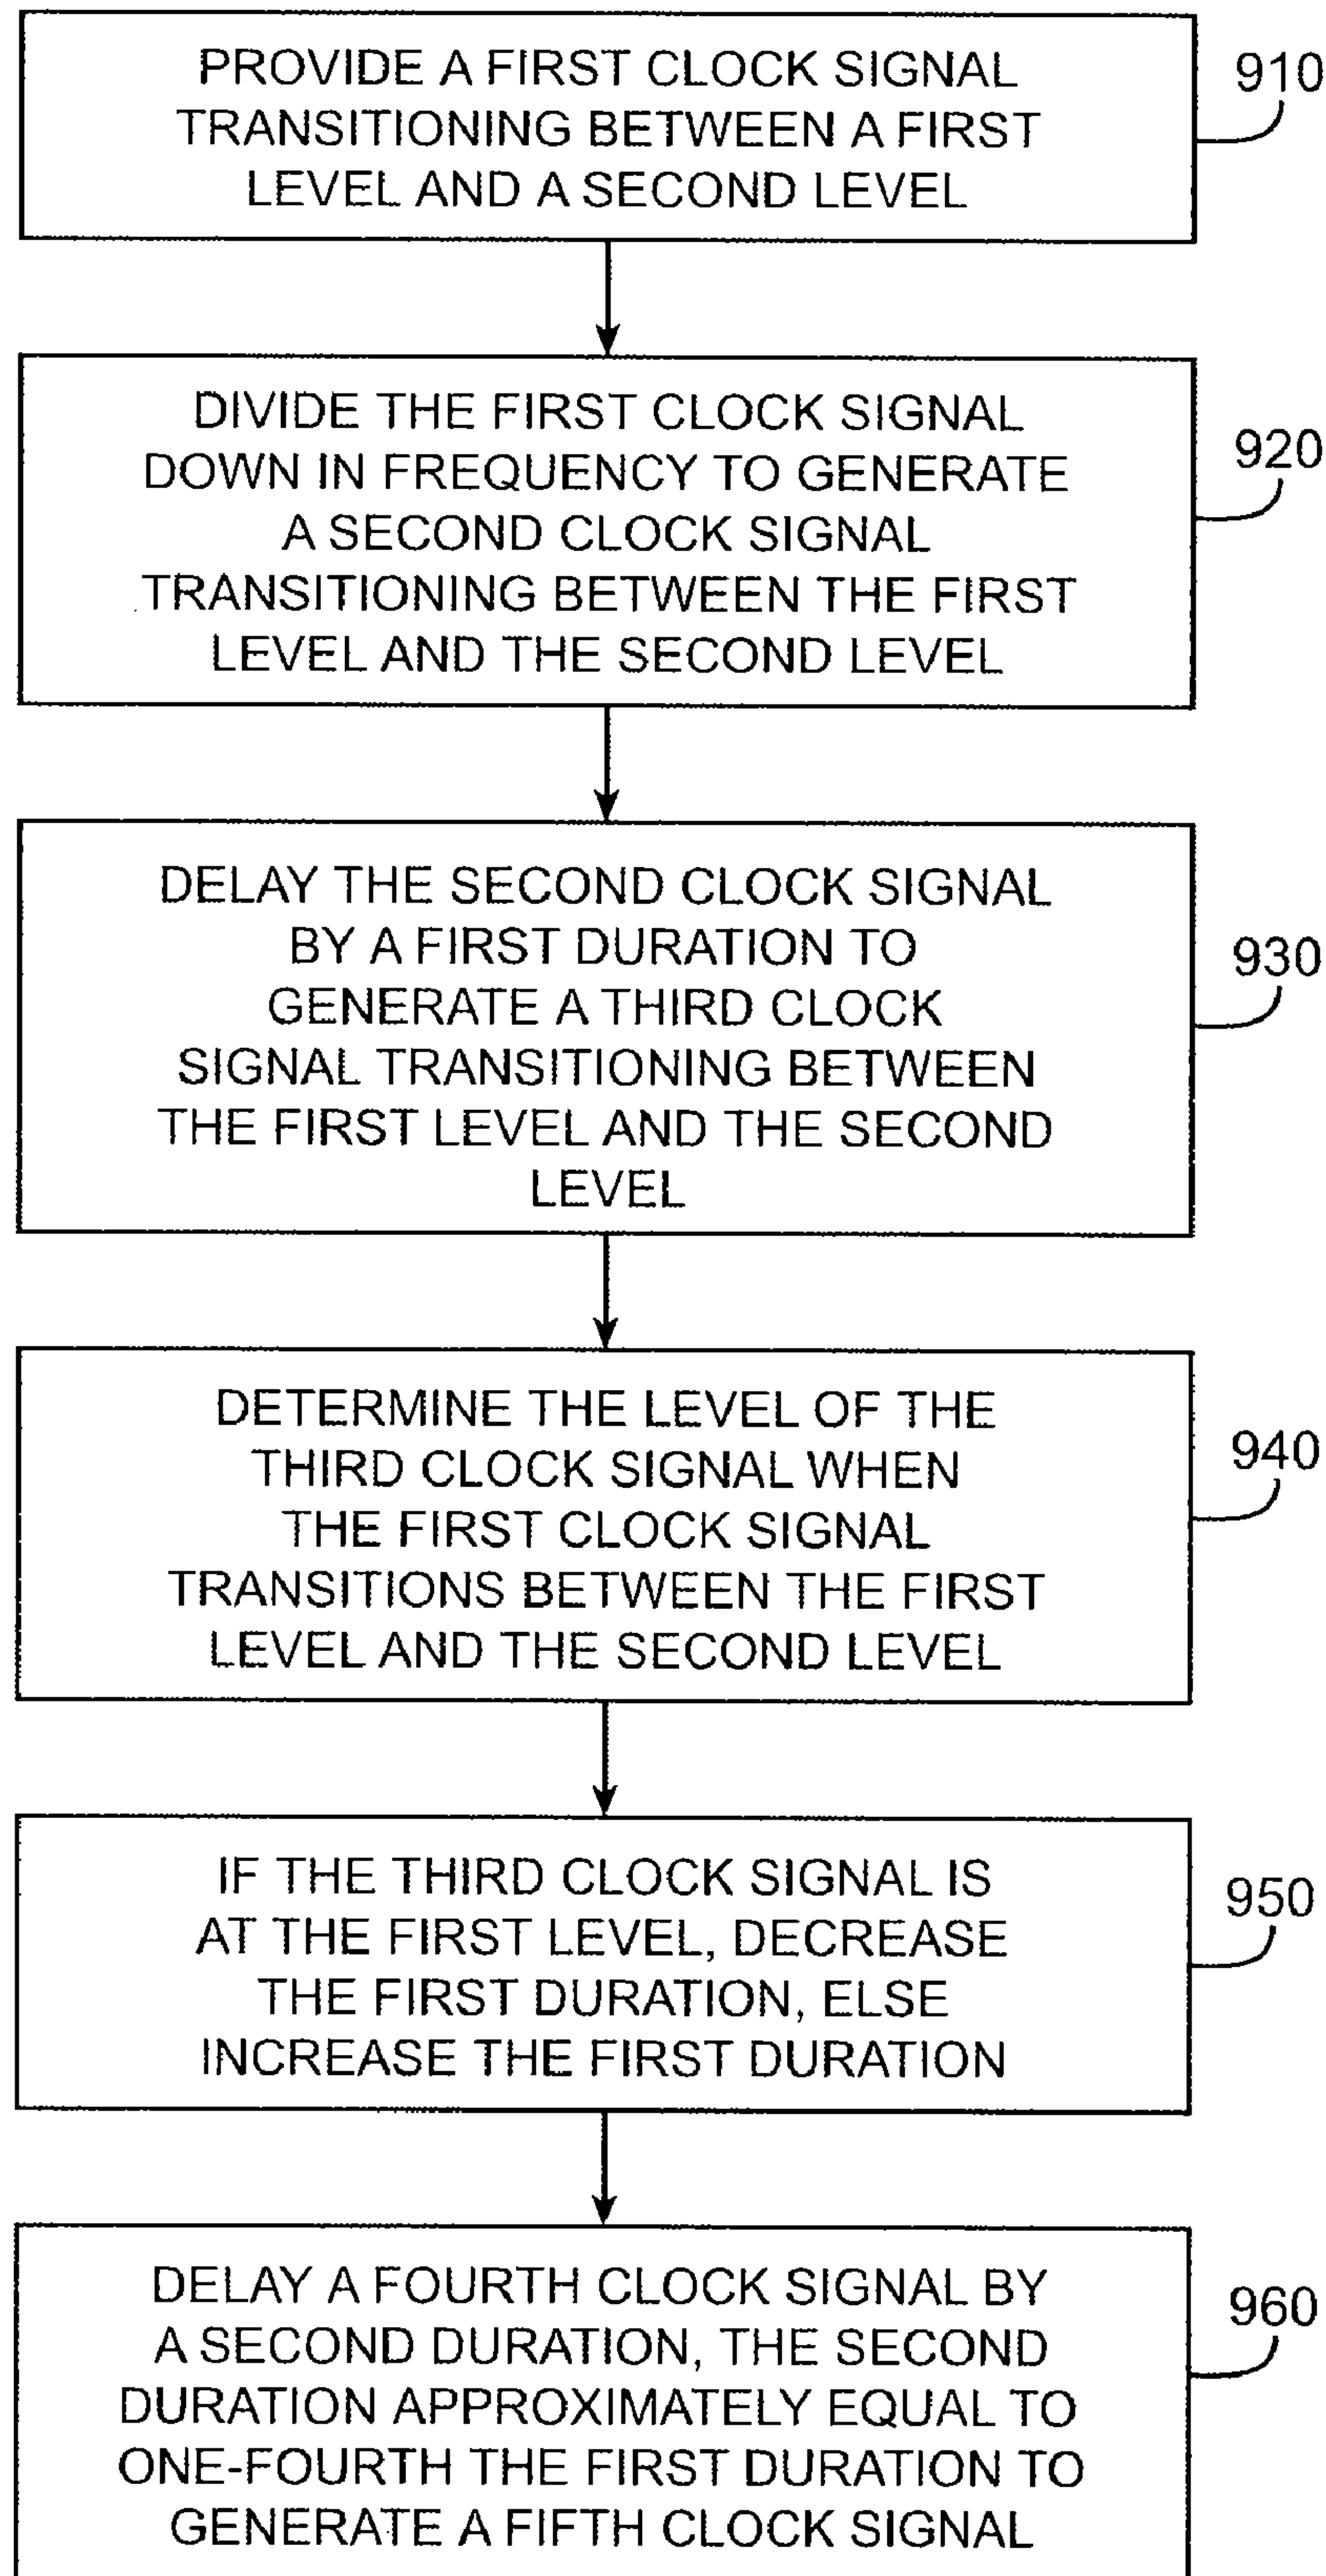 PROVIDE A FIRST CLOCK SIGNAL
TRANSITIONING BETWEEN A FIRST
LEVEL AND A SECOND LEVEL
910
DIVIDE THE FIRST CLOCK SIGNAL
DOWN IN FREQUENCY TO GENERATE
A SECOND CLOCK SIGNAL
TRANSITIONING BETWEEN THE FIRST
LEVEL AND THE SECOND LEVEL
920
DELAY THE SECOND CLOCK SIGNAL
BY A FIRST DURATION TO
GENERATE A THIRD CLOCK
SIGNAL TRANSITIONING BETWEEN
THE FIRST LEVEL AND THE SECOND
LEVEL
930
DETERMINE THE LEVEL OF THE
THIRD CLOCK SIGNAL WHEN
THE FIRST CLOCK SIGNAL
TRANSITIONS BETWEEN THE FIRST
LEVEL AND THE SECOND LEVEL
940
IF THE THIRD CLOCK SIGNAL IS
AT THE FIRST LEVEL, DECREASE
THE FIRST DURATION, ELSE
INCREASE THE FIRST DURATION
950
DELAY A FOURTH CLOCK SIGNAL BY
A SECOND DURATION, THE SECOND
DURATION APPROXIMATELY EQUAL TO
ONE-FOURTH THE FIRST DURATION TO
GENERATE A FIFTH CLOCK SIGNAL
960